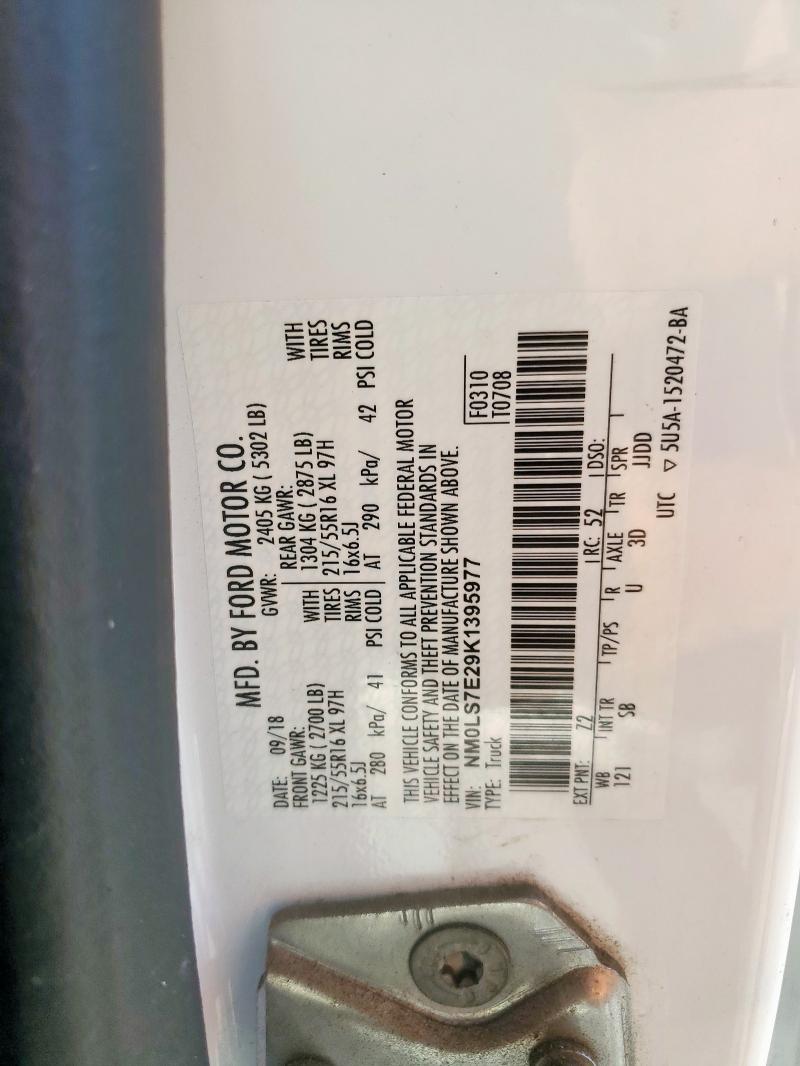 MFD. BY FORD MOTOR CO.
DATE: 09/18 GVWR: 2405 KG ( 5302 LB)
FRONT GAWR: REAR GAWR:
1225 KG ( 2700 LB) WITH 1304 KG ( 2875 LB) WITH
215/55R16 XL 97H TIRES 215/55R16 XL 97H TIRES
16x6.5J RIMS 16x6.5J RIMS
AT 280 kPa/ 41 PSI COLD AT 290 kPa/ 42 PSI COLD
THIS VEHICLE CONFORMS TO ALL APPLICABLE FEDERAL MOTOR
VEHICLE SAFETY AND THEFT PREVENTION STANDARDS IN
EFFECT ON THE DATE OF MANUFACTURE SHOWN ABOVE.
VIN: NM0LS7E29K1395977 F0310
TYPE: Truck T0708
EXT PNT: Z2 RC: 52 DSO:
WB INT TR TP/PS R AXLE TR SPR
121 SB U 3D JJDD
UTC ▽ 5U5A-1520472-BA